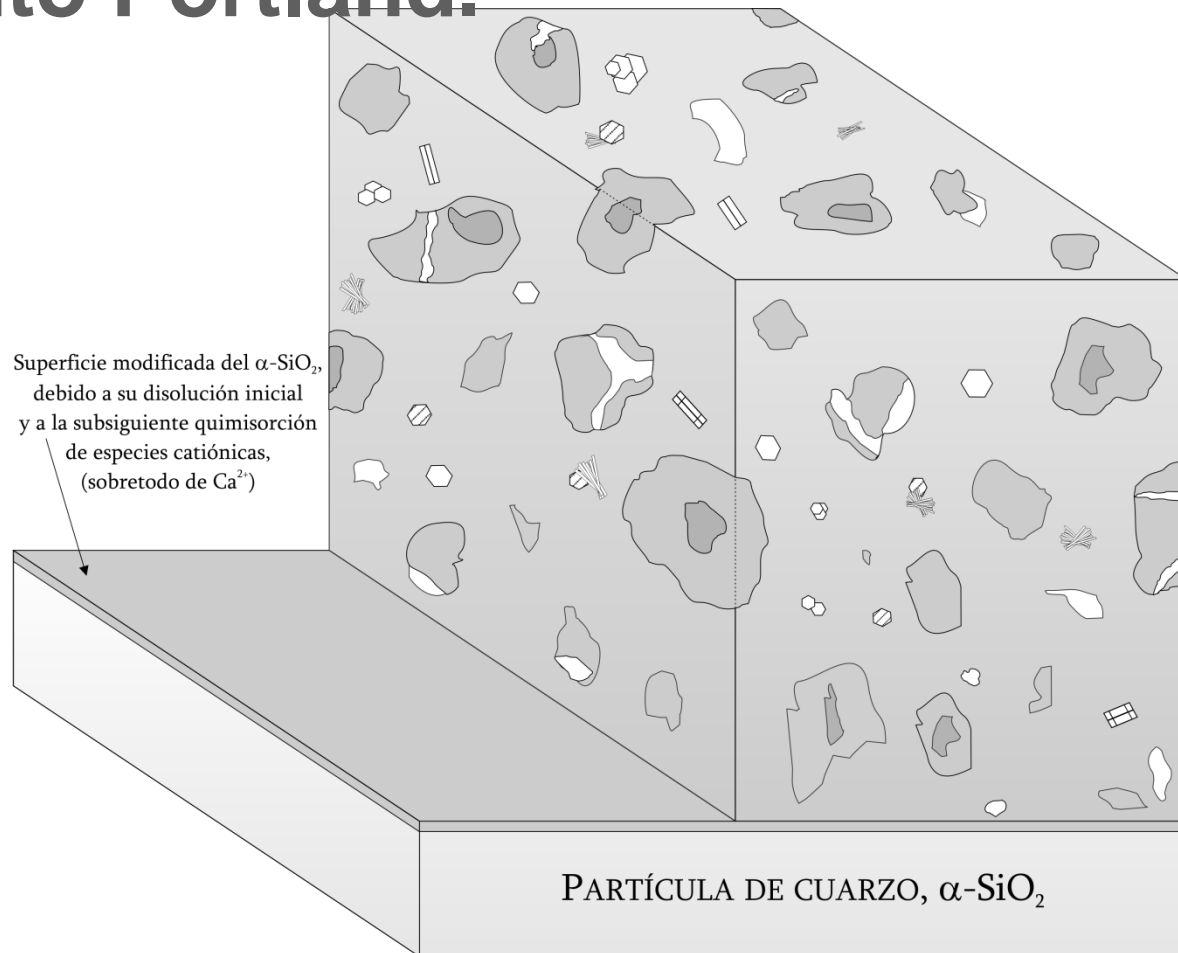 Portland.
Superficie modificada del α-SiO₂,
debido a su disolución inicial
y a la subsiguiente quimisorción
de especies catiónicas,
(sobretodo de Ca²⁺)
PARTÍCULA DE CUARZO, α-SiO₂